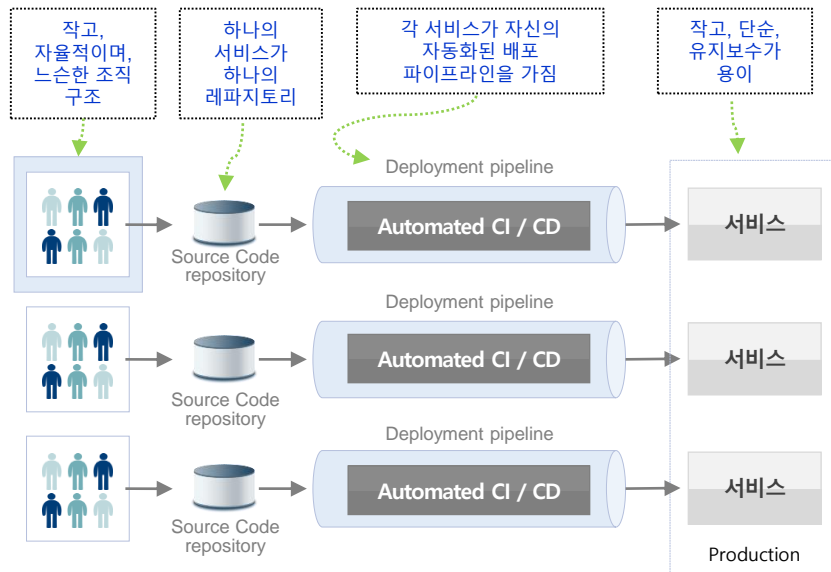 작고,
자율적이며,
느슨한 조직
구조
하나의
서비스가
하나의
레파지토리
각 서비스가 자신의
자동화된 배포
파이프라인을 가짐
작고, 단순,
유지보수가
용이
Deployment pipeline
Automated CI / CD
서비스
Source Code
repository
Deployment pipeline
Automated CI / CD
서비스
Source Code
repository
Deployment pipeline
Automated CI / CD
서비스
Source Code
repository
Production